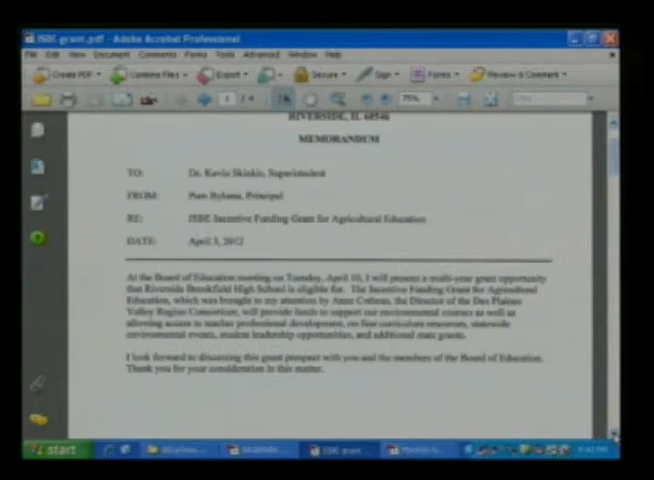 ISBE grant.pdf - Adobe Acrobat Professional
File Edit View Document Comments Forms Tools Advanced Window Help
Create PDF Combine Files Export Secure Sign Forms Review & Comment
1 / 4 75%
RIVERSIDE, IL 60546
MEMORANDUM
TO: Dr. Kevin Skinkis, Superintendent
FROM: Pam Bylsma, Principal
RE: ISBE Incentive Funding Grant for Agricultural Education
DATE: April 3, 2012
At the Board of Education meeting on Tuesday, April 10, I will present a multi-year grant opportunity
that Riverside Brookfield High School is eligible for. The Incentive Funding Grant for Agricultural
Education, which was brought to my attention by Anne Cothran, the Director of the Des Plaines
Valley Region Consortium, will provide funds to support our environmental courses as well as
allowing access to teacher professional development, on-line curriculum resources, statewide
environmental events, student leadership opportunities, and additional state grants.
I look forward to discussing this grant prospect with you and the members of the Board of Education.
Thank you for your consideration in this matter.
start ISBE grant